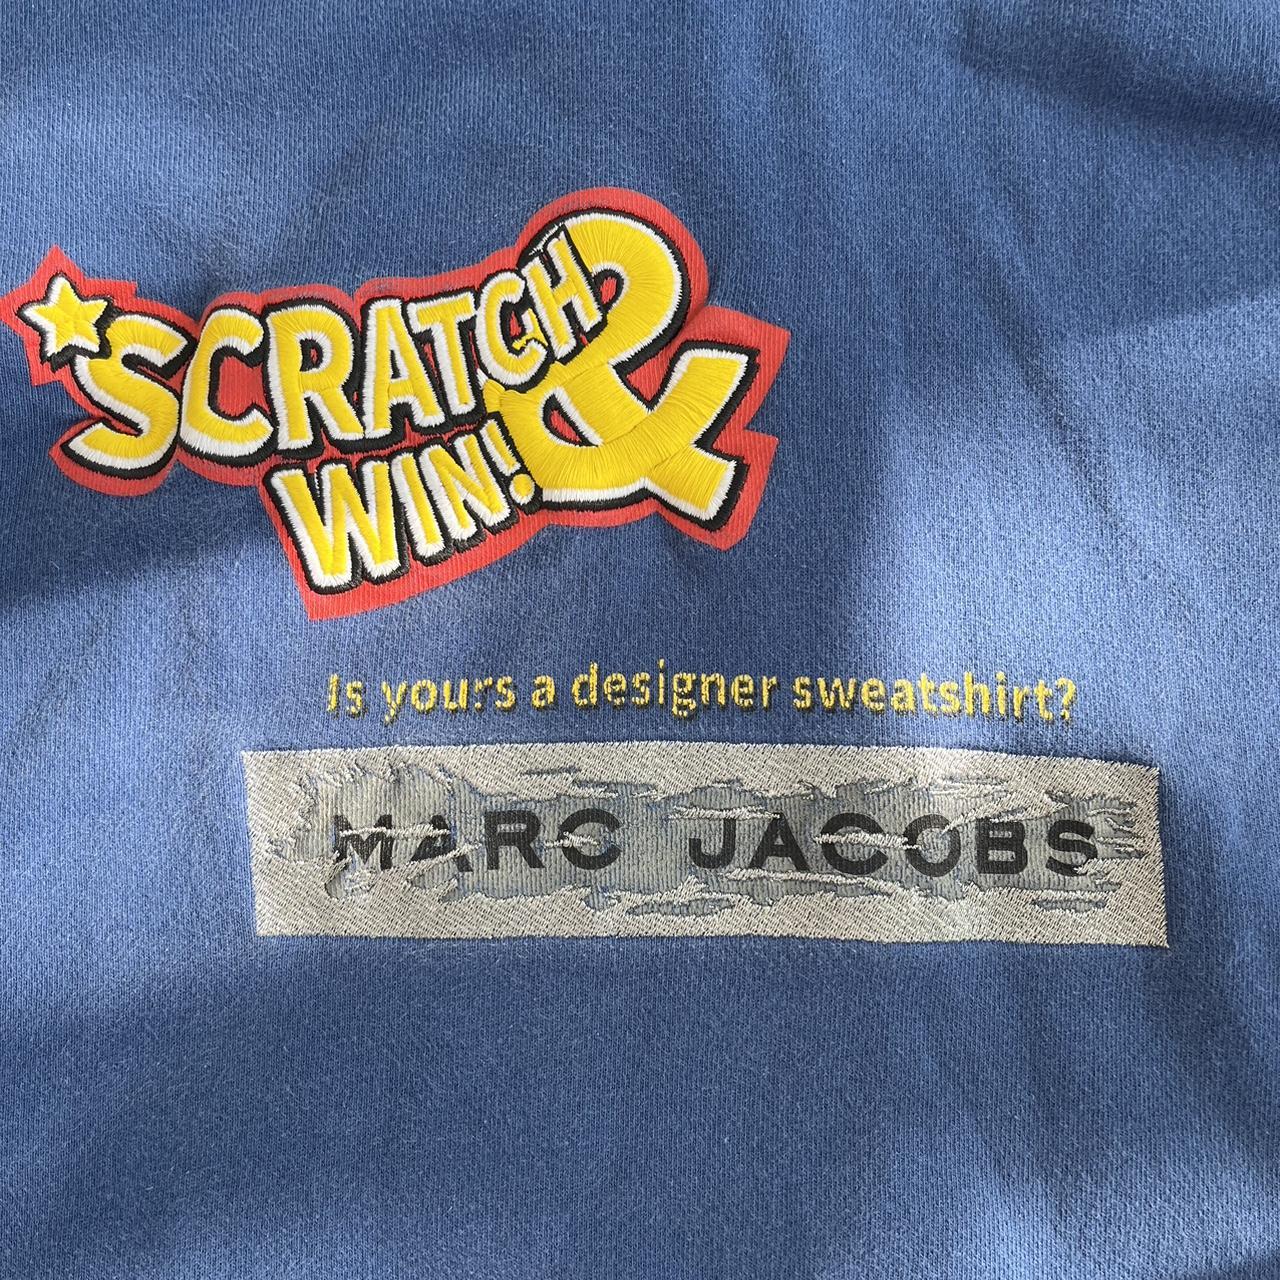 SCRATCH &
WIN!
Is yours a designer sweatshirt?
MARC JACOBS